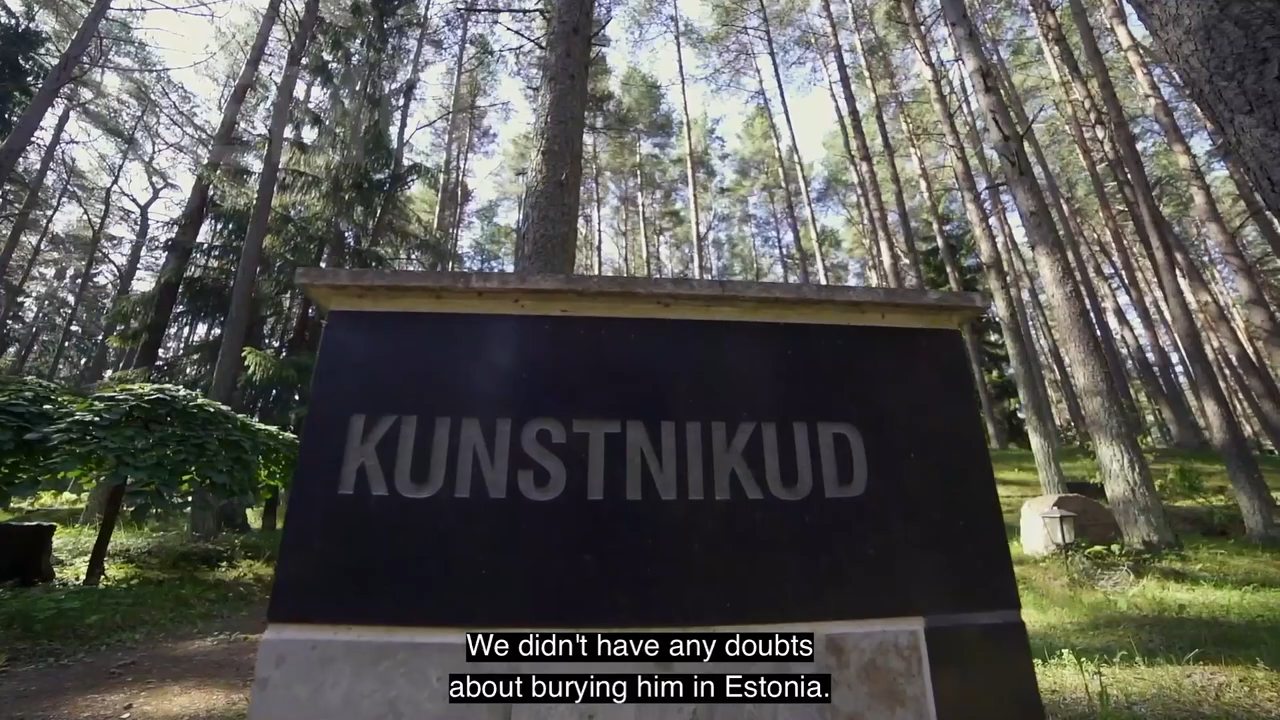 KUNSTNIKUD
We didn't have any doubts
about burying him in Estonia.